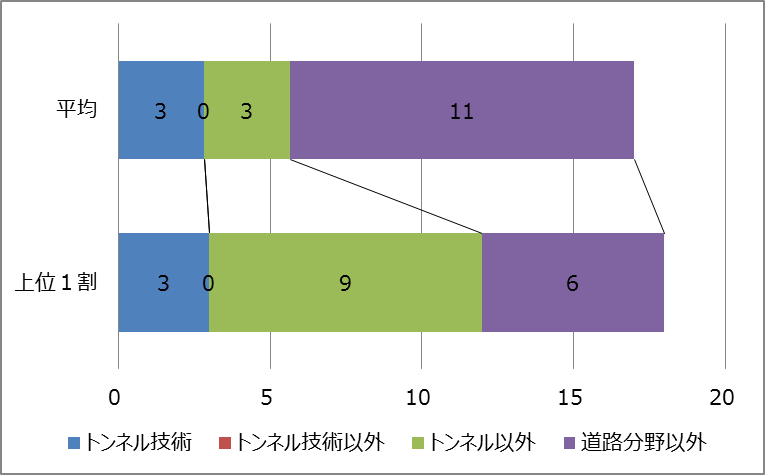 平均
3 0 3 11
上位１割
3 0 9 6
0 5 10 15 20
トンネル技術 トンネル技術以外 トンネル以外 道路分野以外